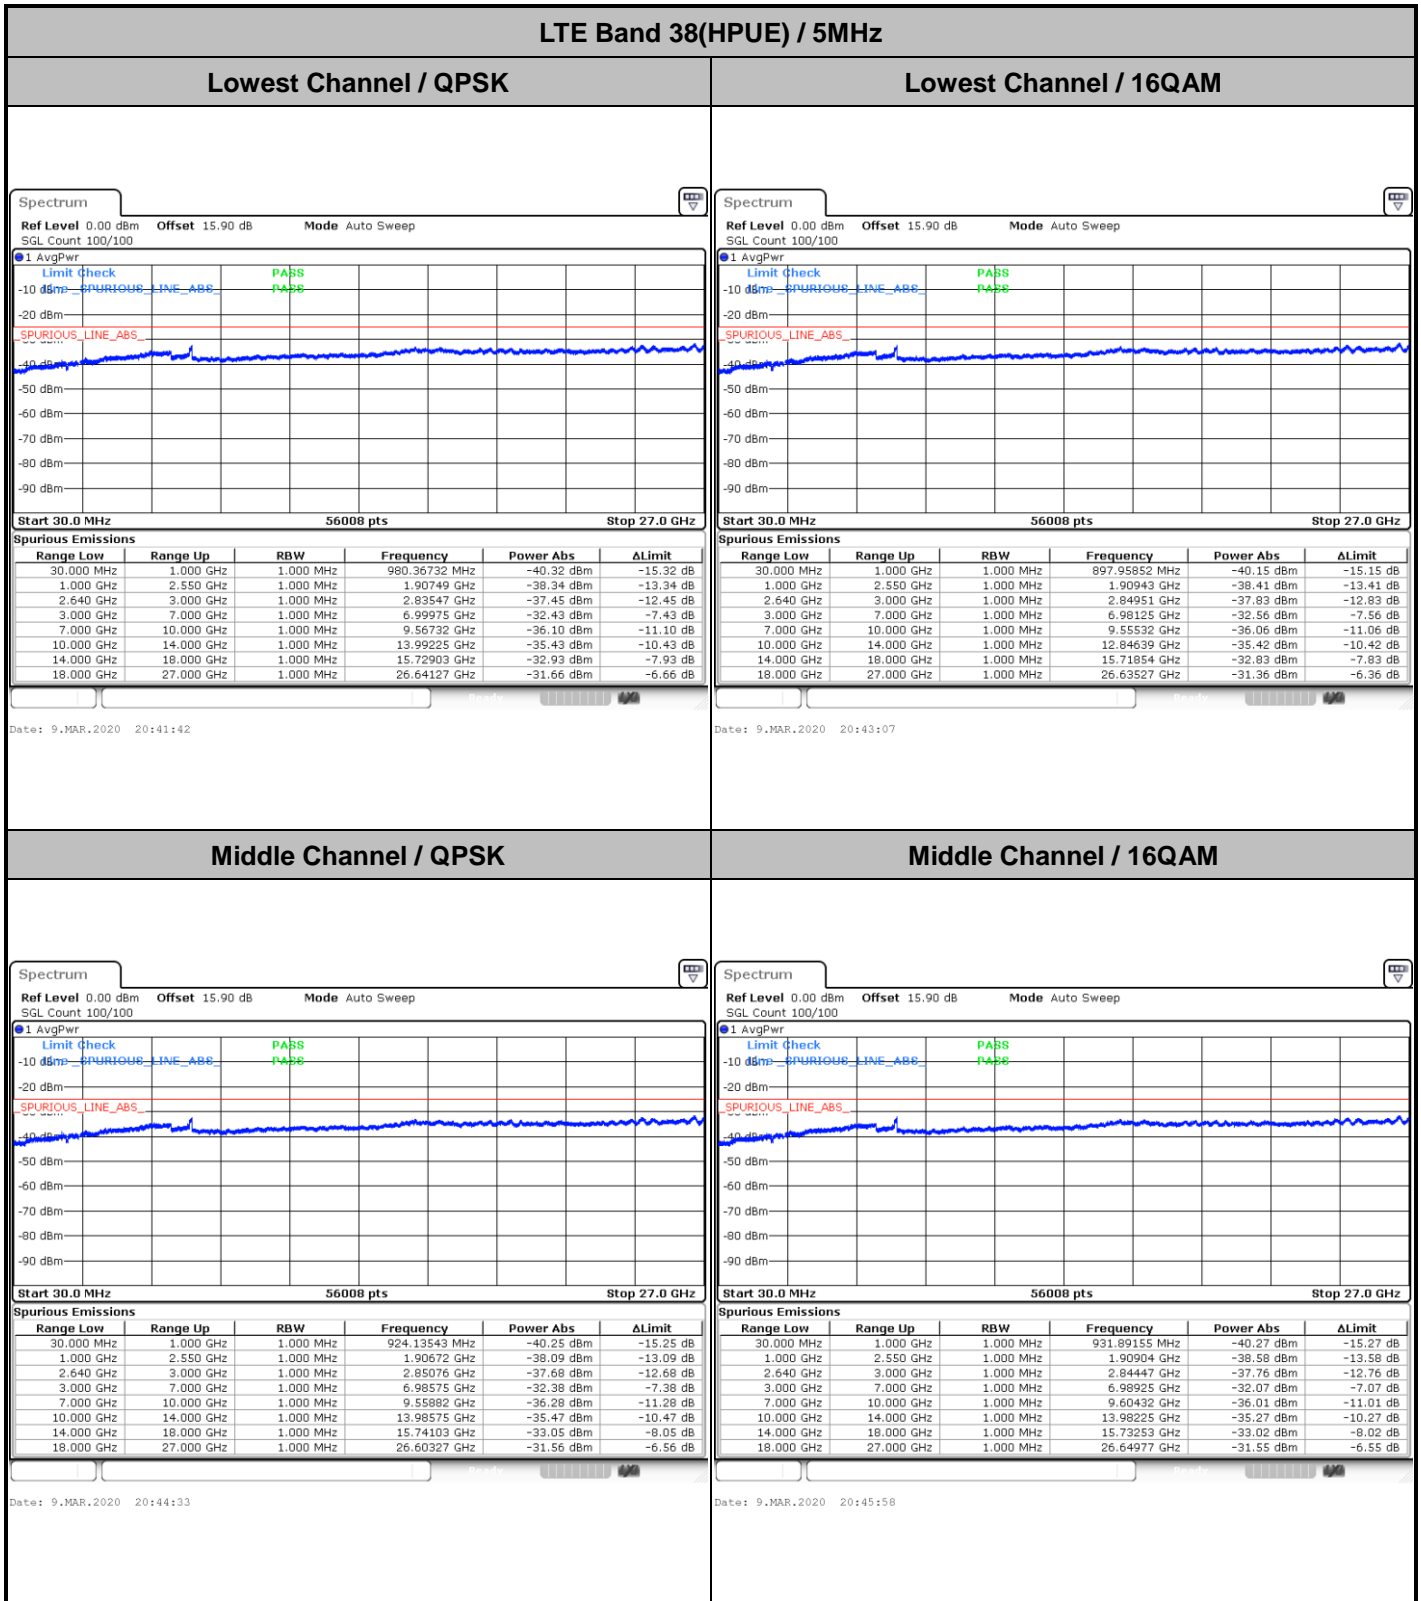 LTE Band 38(HPUE) / 5MHz
Lowest Channel / QPSK
Lowest Channel / 16QAM
Spectrum
Ref Level 0.00 dBm Offset 15.90 dB Mode Auto Sweep
SGL Count 100/100
1 AvgPwr
Limit Check PASS
-10 dBm Line _SPURIOUS_LINE_ABS_ PASS
-20 dBm
_SPURIOUS_LINE_ABS_
-40 dBm
-50 dBm
-60 dBm
-70 dBm
-80 dBm
-90 dBm
Start 30.0 MHz 56008 pts Stop 27.0 GHz
Spurious Emissions
Range Low Range Up RBW Frequency Power Abs ΔLimit
30.000 MHz 1.000 GHz 1.000 MHz 980.36732 MHz -40.32 dBm -15.32 dB
1.000 GHz 2.550 GHz 1.000 MHz 1.90749 GHz -38.34 dBm -13.34 dB
2.640 GHz 3.000 GHz 1.000 MHz 2.83547 GHz -37.45 dBm -12.45 dB
3.000 GHz 7.000 GHz 1.000 MHz 6.99975 GHz -32.43 dBm -7.43 dB
7.000 GHz 10.000 GHz 1.000 MHz 9.56732 GHz -36.10 dBm -11.10 dB
10.000 GHz 14.000 GHz 1.000 MHz 13.99225 GHz -35.43 dBm -10.43 dB
14.000 GHz 18.000 GHz 1.000 MHz 15.72903 GHz -32.93 dBm -7.93 dB
18.000 GHz 27.000 GHz 1.000 MHz 26.64127 GHz -31.66 dBm -6.66 dB
Date: 9.MAR.2020 20:41:42
Spectrum
Ref Level 0.00 dBm Offset 15.90 dB Mode Auto Sweep
SGL Count 100/100
1 AvgPwr
Limit Check PASS
-10 dBm Line _SPURIOUS_LINE_ABS_ PASS
-20 dBm
_SPURIOUS_LINE_ABS_
-40 dBm
-50 dBm
-60 dBm
-70 dBm
-80 dBm
-90 dBm
Start 30.0 MHz 56008 pts Stop 27.0 GHz
Spurious Emissions
Range Low Range Up RBW Frequency Power Abs ΔLimit
30.000 MHz 1.000 GHz 1.000 MHz 897.95852 MHz -40.15 dBm -15.15 dB
1.000 GHz 2.550 GHz 1.000 MHz 1.90943 GHz -38.41 dBm -13.41 dB
2.640 GHz 3.000 GHz 1.000 MHz 2.84951 GHz -37.83 dBm -12.83 dB
3.000 GHz 7.000 GHz 1.000 MHz 6.98125 GHz -32.56 dBm -7.56 dB
7.000 GHz 10.000 GHz 1.000 MHz 9.55532 GHz -36.06 dBm -11.06 dB
10.000 GHz 14.000 GHz 1.000 MHz 12.84639 GHz -35.42 dBm -10.42 dB
14.000 GHz 18.000 GHz 1.000 MHz 15.71854 GHz -32.83 dBm -7.83 dB
18.000 GHz 27.000 GHz 1.000 MHz 26.63527 GHz -31.36 dBm -6.36 dB
Date: 9.MAR.2020 20:43:07
Middle Channel / QPSK
Middle Channel / 16QAM
Spectrum
Ref Level 0.00 dBm Offset 15.90 dB Mode Auto Sweep
SGL Count 100/100
1 AvgPwr
Limit Check PASS
-10 dBm Line _SPURIOUS_LINE_ABS_ PASS
-20 dBm
_SPURIOUS_LINE_ABS_
-40 dBm
-50 dBm
-60 dBm
-70 dBm
-80 dBm
-90 dBm
Start 30.0 MHz 56008 pts Stop 27.0 GHz
Spurious Emissions
Range Low Range Up RBW Frequency Power Abs ΔLimit
30.000 MHz 1.000 GHz 1.000 MHz 924.13543 MHz -40.25 dBm -15.25 dB
1.000 GHz 2.550 GHz 1.000 MHz 1.90672 GHz -38.09 dBm -13.09 dB
2.640 GHz 3.000 GHz 1.000 MHz 2.85076 GHz -37.68 dBm -12.68 dB
3.000 GHz 7.000 GHz 1.000 MHz 6.98575 GHz -32.38 dBm -7.38 dB
7.000 GHz 10.000 GHz 1.000 MHz 9.55882 GHz -36.28 dBm -11.28 dB
10.000 GHz 14.000 GHz 1.000 MHz 13.98575 GHz -35.47 dBm -10.47 dB
14.000 GHz 18.000 GHz 1.000 MHz 15.74103 GHz -33.05 dBm -8.05 dB
18.000 GHz 27.000 GHz 1.000 MHz 26.60327 GHz -31.56 dBm -6.56 dB
Date: 9.MAR.2020 20:44:33
Spectrum
Ref Level 0.00 dBm Offset 15.90 dB Mode Auto Sweep
SGL Count 100/100
1 AvgPwr
Limit Check PASS
-10 dBm Line _SPURIOUS_LINE_ABS_ PASS
-20 dBm
_SPURIOUS_LINE_ABS_
-40 dBm
-50 dBm
-60 dBm
-70 dBm
-80 dBm
-90 dBm
Start 30.0 MHz 56008 pts Stop 27.0 GHz
Spurious Emissions
Range Low Range Up RBW Frequency Power Abs ΔLimit
30.000 MHz 1.000 GHz 1.000 MHz 931.89155 MHz -40.27 dBm -15.27 dB
1.000 GHz 2.550 GHz 1.000 MHz 1.90904 GHz -38.58 dBm -13.58 dB
2.640 GHz 3.000 GHz 1.000 MHz 2.84447 GHz -37.76 dBm -12.76 dB
3.000 GHz 7.000 GHz 1.000 MHz 6.98925 GHz -32.07 dBm -7.07 dB
7.000 GHz 10.000 GHz 1.000 MHz 9.60432 GHz -36.01 dBm -11.01 dB
10.000 GHz 14.000 GHz 1.000 MHz 13.98225 GHz -35.27 dBm -10.27 dB
14.000 GHz 18.000 GHz 1.000 MHz 15.73253 GHz -33.02 dBm -8.02 dB
18.000 GHz 27.000 GHz 1.000 MHz 26.64977 GHz -31.55 dBm -6.55 dB
Date: 9.MAR.2020 20:45:58